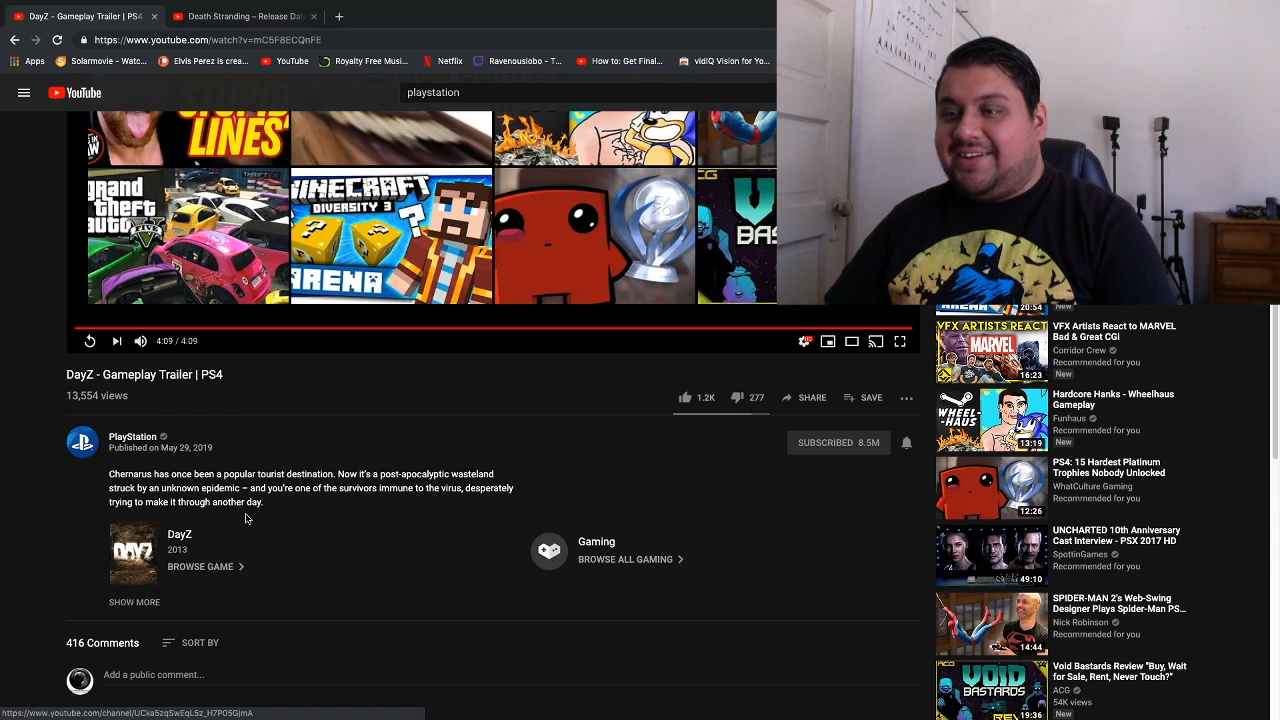 DayZ - Gameplay Trailer | PS4
Death Stranding – Release Dat
https://www.youtube.com/watch?v=mC5F8ECQnFE
Apps
Solarmovie - Watc...
Elvis Perez is crea...
YouTube
Royalty Free Musi...
Netflix
Ravenouslobo - T...
How to: Get Final...
vidIQ Vision for Yo...
YouTube
playstation
LINES
grand
theft
auto
MINECRAFT
DIVERSITY 3
ARENA
4:09 / 4:09
DayZ - Gameplay Trailer | PS4
13,554 views
1.2K
277
SHARE
SAVE
PlayStation
Published on May 29, 2019
SUBSCRIBED 8.5M
Chernarus has once been a popular tourist destination. Now it's a post-apocalyptic wasteland
struck by an unknown epidemic – and you're one of the survivors immune to the virus, desperately
trying to make it through another day.
DAYZ
DayZ
2013
BROWSE GAME
Gaming
BROWSE ALL GAMING
SHOW MORE
416 Comments
SORT BY
Add a public comment...
https://www.youtube.com/channel/UCka5zqSwEqL5z_H7P05GjmA
20:54
New
VFX ARTISTS REACT
MARVEL
16:23
VFX Artists React to MARVEL
Bad & Great CGi
Corridor Crew
Recommended for you
New
WHEEL-
HAUS
13:19
Hardcore Hanks - Wheelhaus
Gameplay
Funhaus
Recommended for you
New
12:26
PS4: 15 Hardest Platinum
Trophies Nobody Unlocked
WhatCulture Gaming
Recommended for you
49:10
UNCHARTED 10th Anniversary
Cast Interview - PSX 2017 HD
SpottinGames
Recommended for you
14:44
SPIDER-MAN 2's Web-Swing
Designer Plays Spider-Man PS...
Nick Robinson
Recommended for you
ACG
VOID
BASTARDS
19:36
Void Bastards Review "Buy, Wait
for Sale, Rent, Never Touch?"
ACG
54K views
New